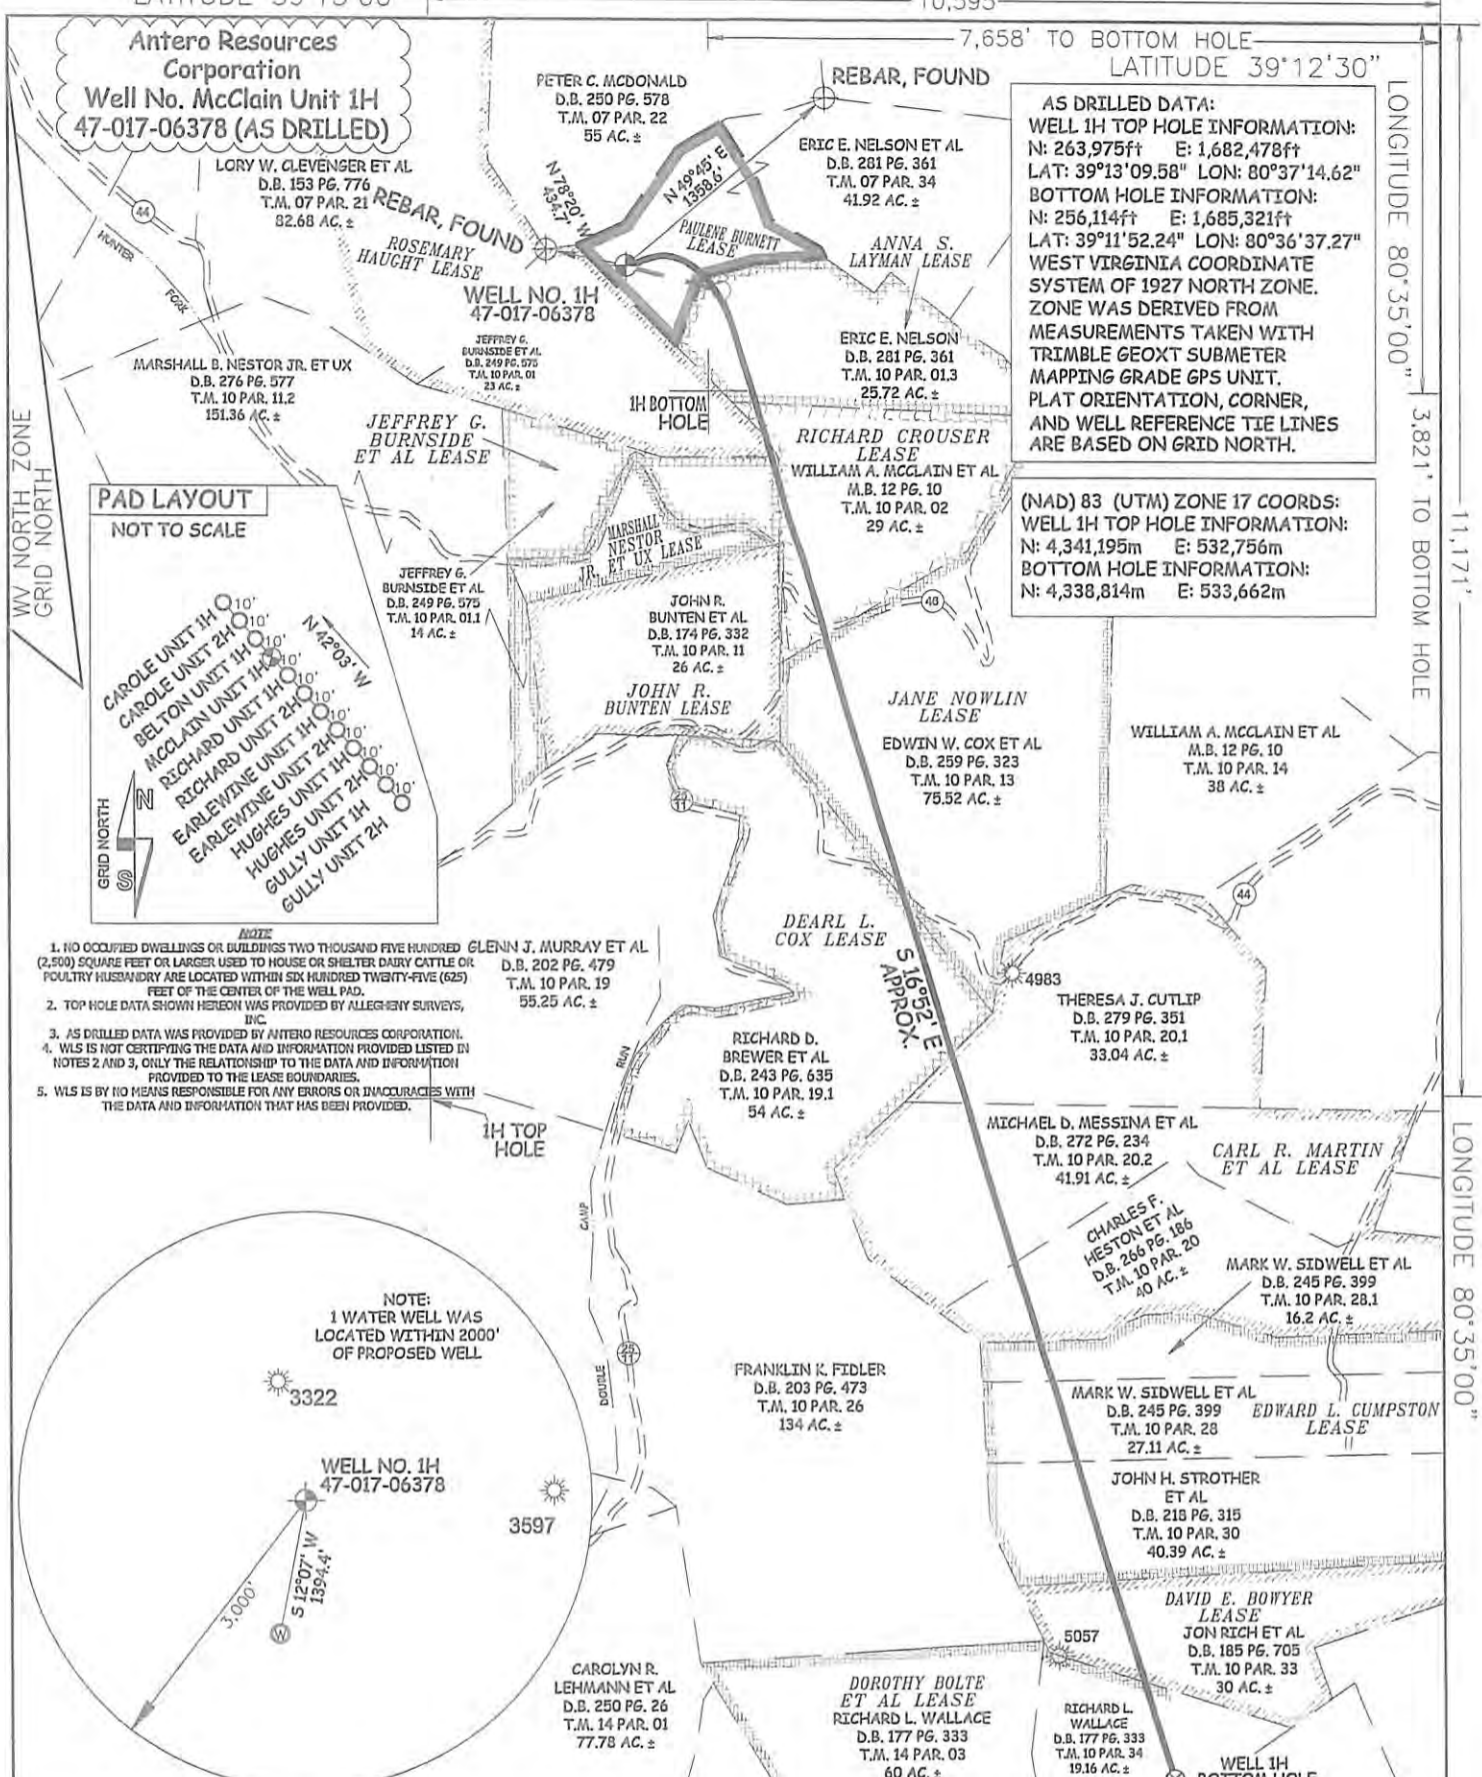 10,595'
Antero Resources
Corporation
Well No. McClain Unit 1H
47-017-06378 (AS DRILLED)
7,658' TO BOTTOM HOLE
LATITUDE 39°12'30"
PETER C. MCDONALD
D.B. 250 PG. 578
T.M. 07 PAR. 22
55 AC. ±
REBAR, FOUND
ERIC E. NELSON ET AL
D.B. 281 PG. 361
T.M. 07 PAR. 34
41.92 AC. ±
AS DRILLED DATA:
WELL 1H TOP HOLE INFORMATION:
N: 263,975ft E: 1,682,478ft
LAT: 39°13'09.58" LON: 80°37'14.62"
BOTTOM HOLE INFORMATION:
N: 256,114ft E: 1,685,321ft
LAT: 39°11'52.24" LON: 80°36'37.27"
WEST VIRGINIA COORDINATE
SYSTEM OF 1927 NORTH ZONE.
ZONE WAS DERIVED FROM
MEASUREMENTS TAKEN WITH
TRIMBLE GEOXT SUBMETER
MAPPING GRADE GPS UNIT.
PLAT ORIENTATION, CORNER,
AND WELL REFERENCE TIE LINES
ARE BASED ON GRID NORTH.
LONGITUDE 80°35'00"
3,821' TO BOTTOM HOLE
11,171'
LORY W. CLEVENGER ET AL
D.B. 153 PG. 776
T.M. 07 PAR. 21
82.68 AC. ±
44
HUNTER
FORK
REBAR, FOUND
ROSEMARY
HAUGHT LEASE
N 78°20' W
434.7'
N 49°45' E
1358.6'
PAULENE BURNETT
LEASE
ANNA S.
LAYMAN LEASE
WELL NO. 1H
47-017-06378
JEFFREY G.
BURNSIDE ET AL
D.B. 249 PG. 575
T.M. 10 PAR. 01
23 AC. ±
ERIC E. NELSON
D.B. 281 PG. 361
T.M. 10 PAR. 01.3
25.72 AC. ±
MARSHALL B. NESTOR JR. ET UX
D.B. 276 PG. 577
T.M. 10 PAR. 11.2
151.36 AC. ±
JEFFREY G.
BURNSIDE
ET AL LEASE
1H BOTTOM
HOLE
RICHARD CROUSER
LEASE
WILLIAM A. MCCLAIN ET AL
M.B. 12 PG. 10
T.M. 10 PAR. 02
29 AC. ±
(NAD) 83 (UTM) ZONE 17 COORDS:
WELL 1H TOP HOLE INFORMATION:
N: 4,341,195m E: 532,756m
BOTTOM HOLE INFORMATION:
N: 4,338,814m E: 533,662m
WV NORTH ZONE
GRID NORTH
PAD LAYOUT
NOT TO SCALE
CAROLE UNIT 1H
CAROLE UNIT 2H
BELTON UNIT 1H
MCCLAIN UNIT 1H
RICHARD UNIT 1H
RICHARD UNIT 2H
EARLEWINE UNIT 1H
EARLEWINE UNIT 2H
HUGHES UNIT 1H
HUGHES UNIT 2H
GULLY UNIT 1H
GULLY UNIT 2H
10'
10'
10'
10'
10'
10'
10'
10'
10'
10'
10'
N 42°03' W
GRID NORTH
N
S
MARSHALL
NESTOR
JR. ET UX LEASE
JEFFREY G.
BURNSIDE ET AL
D.B. 249 PG. 575
T.M. 10 PAR. 01.1
14 AC. ±
JOHN R.
BUNTEN ET AL
D.B. 174 PG. 332
T.M. 10 PAR. 11
26 AC. ±
JOHN R.
BUNTEN LEASE
JANE NOWLIN
LEASE
EDWIN W. COX ET AL
D.B. 259 PG. 323
T.M. 10 PAR. 13
75.52 AC. ±
WILLIAM A. MCCLAIN ET AL
M.B. 12 PG. 10
T.M. 10 PAR. 14
38 AC. ±
44
DEARL L.
COX LEASE
S 16°52' E
APPROX.
4983
NOTE
1. NO OCCUPIED DWELLINGS OR BUILDINGS TWO THOUSAND FIVE HUNDRED
(2,500) SQUARE FEET OR LARGER USED TO HOUSE OR SHELTER DAIRY CATTLE OR
POULTRY HUSBANDRY ARE LOCATED WITHIN SIX HUNDRED TWENTY-FIVE (625)
FEET OF THE CENTER OF THE WELL PAD.
2. TOP HOLE DATA SHOWN HEREON WAS PROVIDED BY ALLEGHENY SURVEYS,
INC.
3. AS DRILLED DATA WAS PROVIDED BY ANTERO RESOURCES CORPORATION.
4. WLS IS NOT CERTIFYING THE DATA AND INFORMATION PROVIDED LISTED IN
NOTES 2 AND 3, ONLY THE RELATIONSHIP TO THE DATA AND INFORMATION
PROVIDED TO THE LEASE BOUNDARIES.
5. WLS IS BY NO MEANS RESPONSIBLE FOR ANY ERRORS OR INACCURACIES WITH
THE DATA AND INFORMATION THAT HAS BEEN PROVIDED.
GLENN J. MURRAY ET AL
D.B. 202 PG. 479
T.M. 10 PAR. 19
55.25 AC. ±
THERESA J. CUTLIP
D.B. 279 PG. 351
T.M. 10 PAR. 20.1
33.04 AC. ±
RICHARD D.
BREWER ET AL
D.B. 243 PG. 635
T.M. 10 PAR. 19.1
54 AC. ±
1H TOP
HOLE
RUN
CAMP
DOUBLE
MICHAEL D. MESSINA ET AL
D.B. 272 PG. 234
T.M. 10 PAR. 20.2
41.91 AC. ±
CARL R. MARTIN
ET AL LEASE
CHARLES F.
HESTON ET AL
D.B. 266 PG. 186
T.M. 10 PAR. 20
40 AC. ±
MARK W. SIDWELL ET AL
D.B. 245 PG. 399
T.M. 10 PAR. 28.1
16.2 AC. ±
LONGITUDE 80°35'00"
NOTE:
1 WATER WELL WAS
LOCATED WITHIN 2000'
OF PROPOSED WELL
3322
WELL NO. 1H
47-017-06378
3597
S 12°07' W
1394.4'
3,000'
W
FRANKLIN K. FIDLER
D.B. 203 PG. 473
T.M. 10 PAR. 26
134 AC. ±
MARK W. SIDWELL ET AL
D.B. 245 PG. 399
T.M. 10 PAR. 28
27.11 AC. ±
EDWARD L. CUMPSTON
LEASE
JOHN H. STROTHER
ET AL
D.B. 218 PG. 315
T.M. 10 PAR. 30
40.39 AC. ±
DAVID E. BOWYER
LEASE
JON RICH ET AL
D.B. 185 PG. 705
T.M. 10 PAR. 33
30 AC. ±
5057
CAROLYN R.
LEHMANN ET AL
D.B. 250 PG. 26
T.M. 14 PAR. 01
77.78 AC. ±
DOROTHY BOLTE
ET AL LEASE
RICHARD L. WALLACE
D.B. 177 PG. 333
T.M. 14 PAR. 03
60 AC. ±
RICHARD L.
WALLACE
D.B. 177 PG. 333
T.M. 10 PAR. 34
19.16 AC. ±
WELL 1H
BOTTOM HOLE